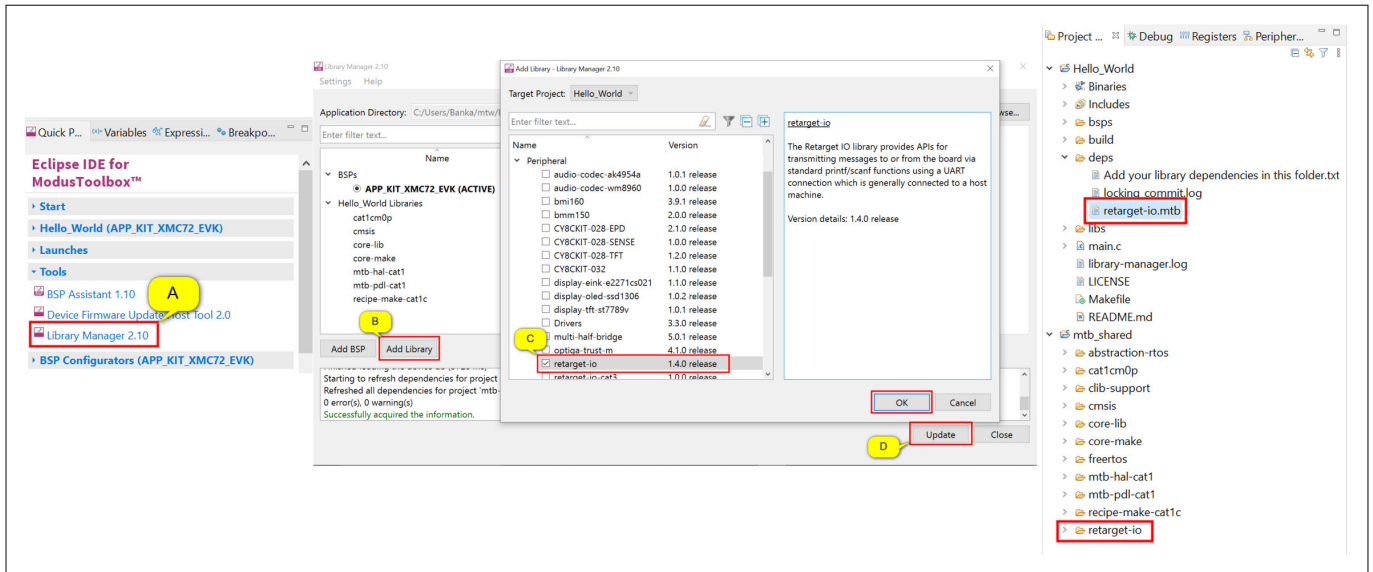 Quick P...
Variables
Expressi...
Breakpo...
Eclipse IDE for
ModusToolbox™
Start
Hello_World (APP_KIT_XMC72_EVK)
Launches
Tools
BSP Assistant 1.10
A
Device Firmware Update Host Tool 2.0
Library Manager 2.10
BSP Configurators (APP_KIT_XMC72_EVK)
Library Manager 2.10
Settings Help
Application Directory: C:/Users/Banka/mtw/
Enter filter text...
Name
BSPs
APP_KIT_XMC72_EVK (ACTIVE)
Hello_World Libraries
cat1cm0p
cmsis
core-lib
core-make
mtb-hal-cat1
mtb-pdl-cat1
recipe-make-cat1c
B
Add BSP
Add Library
Starting to refresh dependencies for project
Refreshed all dependencies for project 'mtb-
0 error(s), 0 warning(s)
Successfully acquired the information.
Add Library - Library Manager 2.10
Target Project: Hello_World
Enter filter text...
Name Version
Peripheral
audio-codec-ak4954a 1.0.1 release
audio-codec-wm8960 1.0.0 release
bmi160 3.9.1 release
bmm150 2.0.0 release
CY8CKIT-028-EPD 2.1.0 release
CY8CKIT-028-SENSE 1.0.0 release
CY8CKIT-028-TFT 1.2.0 release
CY8CKIT-032 1.1.0 release
display-eink-e2271cs021 1.1.0 release
display-oled-ssd1306 1.0.2 release
display-tft-st7789v 1.0.1 release
Drivers 3.3.0 release
C
multi-half-bridge 5.0.1 release
optiga-trust-m 4.1.0 release
retarget-io 1.4.0 release
retarget-io-cat3 1.0.0 release
retarget-io
The Retarget IO library provides APIs for
transmitting messages to or from the board via
standard printf/scanf functions using a UART
connection which is generally connected to a host
machine.
Version details: 1.4.0 release
OK
Cancel
wse...
Update
Close
D
Project ...
Debug
Registers
Peripher...
Hello_World
Binaries
Includes
bsps
build
deps
Add your library dependencies in this folder.txt
locking_commit.log
retarget-io.mtb
libs
main.c
library-manager.log
LICENSE
Makefile
README.md
mtb_shared
abstraction-rtos
cat1cm0p
clib-support
cmsis
core-lib
core-make
freertos
mtb-hal-cat1
mtb-pdl-cat1
recipe-make-cat1c
retarget-io